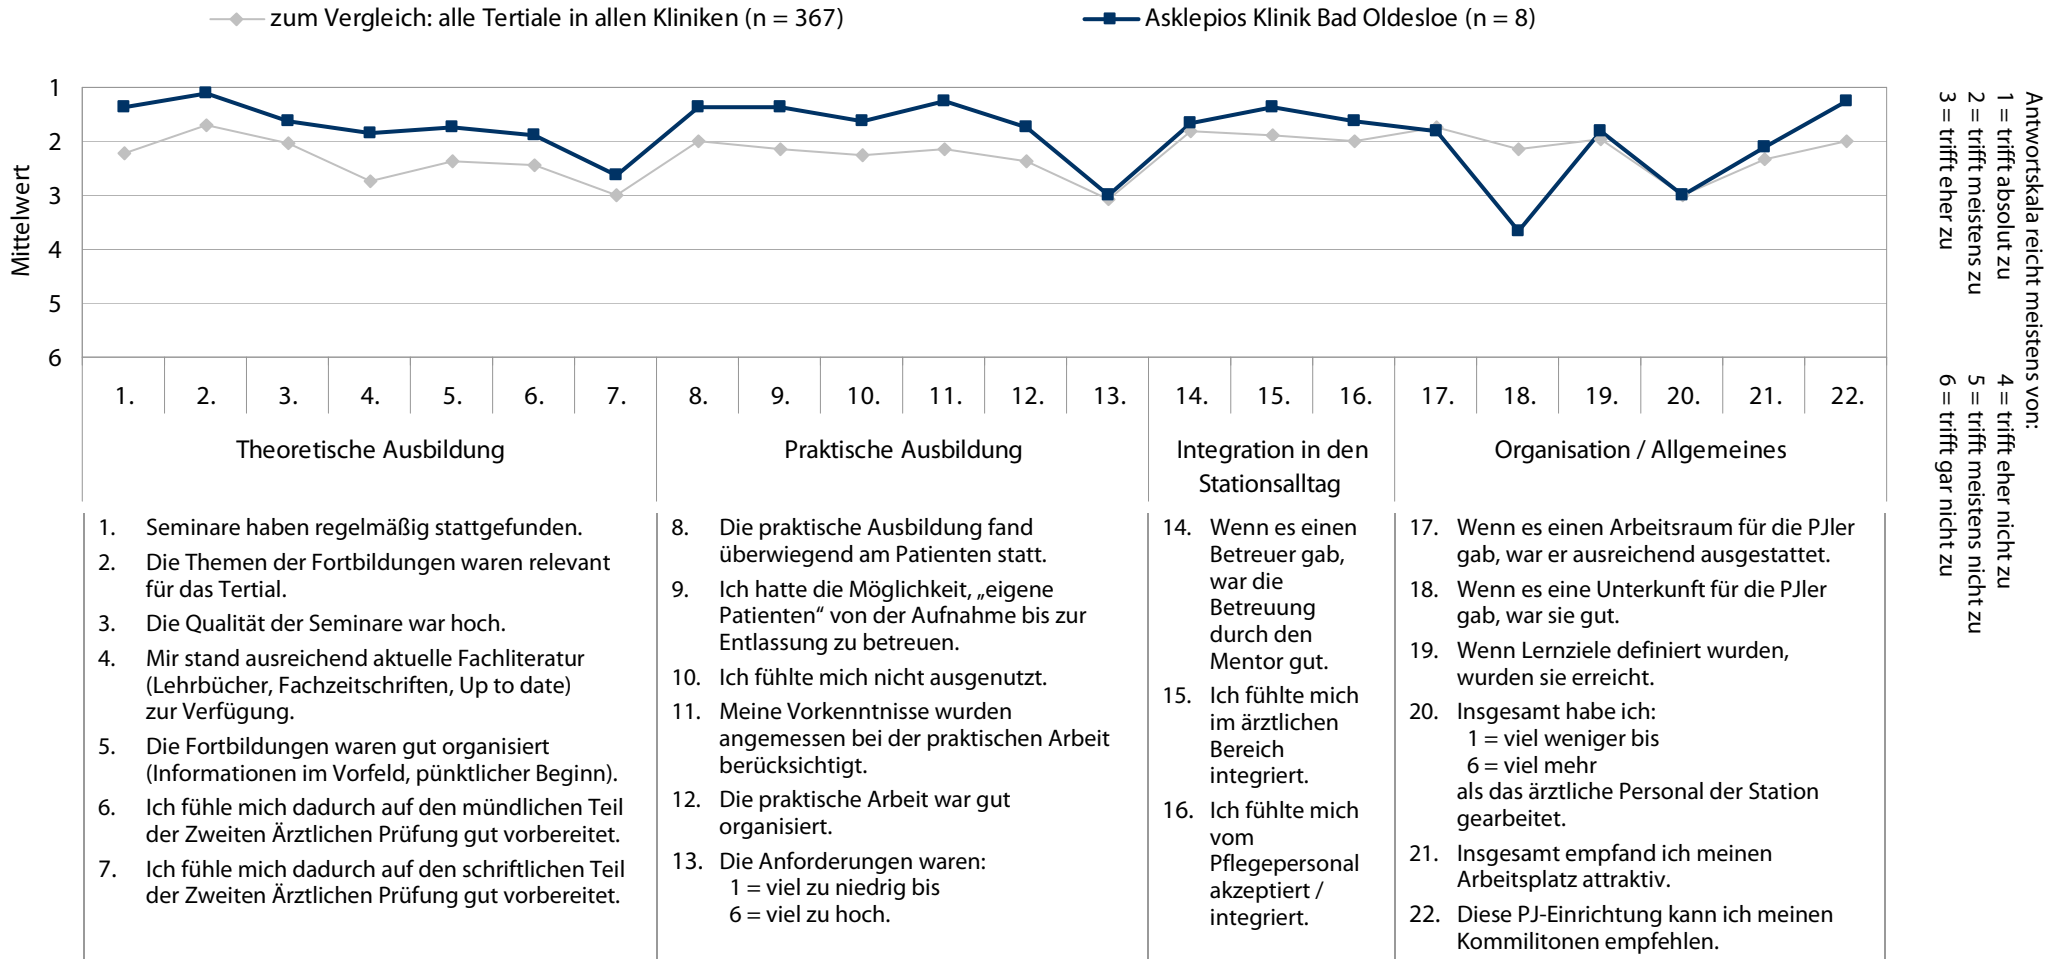 zum Vergleich: alle Tertiale in allen Kliniken (n = 367)
Asklepios Klinik Bad Oldesloe (n = 8)
Mittelwert
1
2
3
4
5
6
1. 2. 3. 4. 5. 6. 7. 8. 9. 10. 11. 12. 13. 14. 15. 16. 17. 18. 19. 20. 21. 22.
Theoretische Ausbildung
Praktische Ausbildung
Integration in den
Stationsalltag
Organisation / Allgemeines
1. Seminare haben regelmäßig stattgefunden.
2. Die Themen der Fortbildungen waren relevant
für das Tertial.
3. Die Qualität der Seminare war hoch.
4. Mir stand ausreichend aktuelle Fachliteratur
(Lehrbücher, Fachzeitschriften, Up to date)
zur Verfügung.
5. Die Fortbildungen waren gut organisiert
(Informationen im Vorfeld, pünktlicher Beginn).
6. Ich fühle mich dadurch auf den mündlichen Teil
der Zweiten Ärztlichen Prüfung gut vorbereitet.
7. Ich fühle mich dadurch auf den schriftlichen Teil
der Zweiten Ärztlichen Prüfung gut vorbereitet.
8. Die praktische Ausbildung fand
überwiegend am Patienten statt.
9. Ich hatte die Möglichkeit, „eigene
Patienten“ von der Aufnahme bis zur
Entlassung zu betreuen.
10. Ich fühlte mich nicht ausgenutzt.
11. Meine Vorkenntnisse wurden
angemessen bei der praktischen Arbeit
berücksichtigt.
12. Die praktische Arbeit war gut
organisiert.
13. Die Anforderungen waren:
1 = viel zu niedrig bis
6 = viel zu hoch.
14. Wenn es einen
Betreuer gab,
war die
Betreuung
durch den
Mentor gut.
15. Ich fühlte mich
im ärztlichen
Bereich
integriert.
16. Ich fühlte mich
vom
Pflegepersonal
akzeptiert /
integriert.
17. Wenn es einen Arbeitsraum für die PJler
gab, war er ausreichend ausgestattet.
18. Wenn es eine Unterkunft für die PJler
gab, war sie gut.
19. Wenn Lernziele definiert wurden,
wurden sie erreicht.
20. Insgesamt habe ich:
1 = viel weniger bis
6 = viel mehr
als das ärztliche Personal der Station
gearbeitet.
21. Insgesamt empfand ich meinen
Arbeitsplatz attraktiv.
22. Diese PJ-Einrichtung kann ich meinen
Kommilitonen empfehlen.
Antwortskala reicht meistens von:
1 = trifft absolut zu
2 = trifft meistens zu
3 = trifft eher zu
4 = trifft eher nicht zu
5 = trifft meistens nicht zu
6 = trifft gar nicht zu